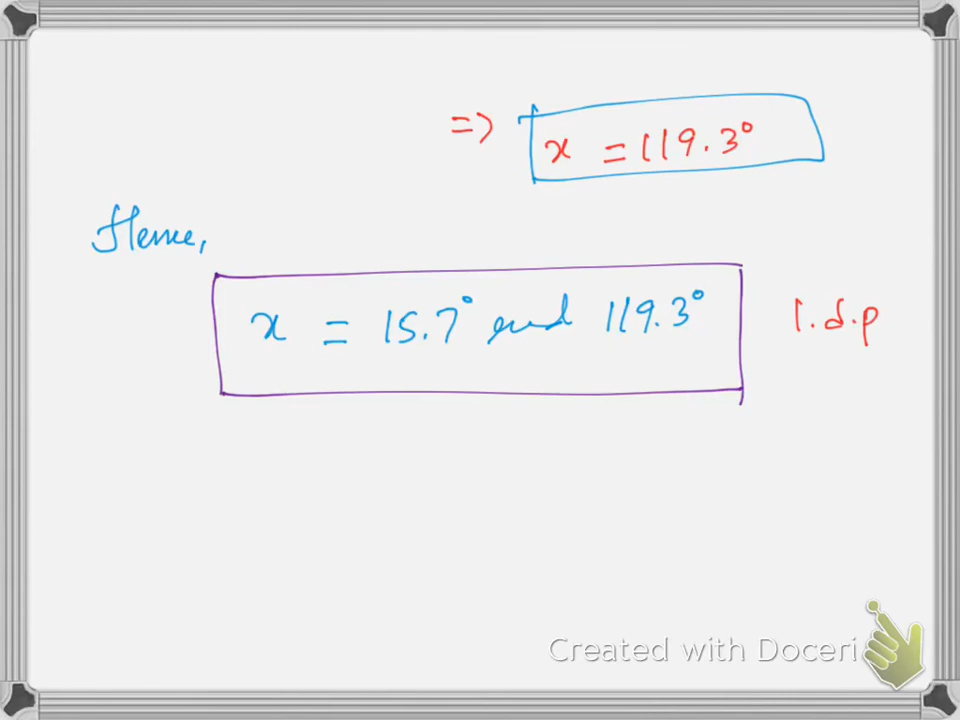 => x = 119.3°
Hence,
x = 15.7° and 119.3° 1.d.p
Created with Doceri